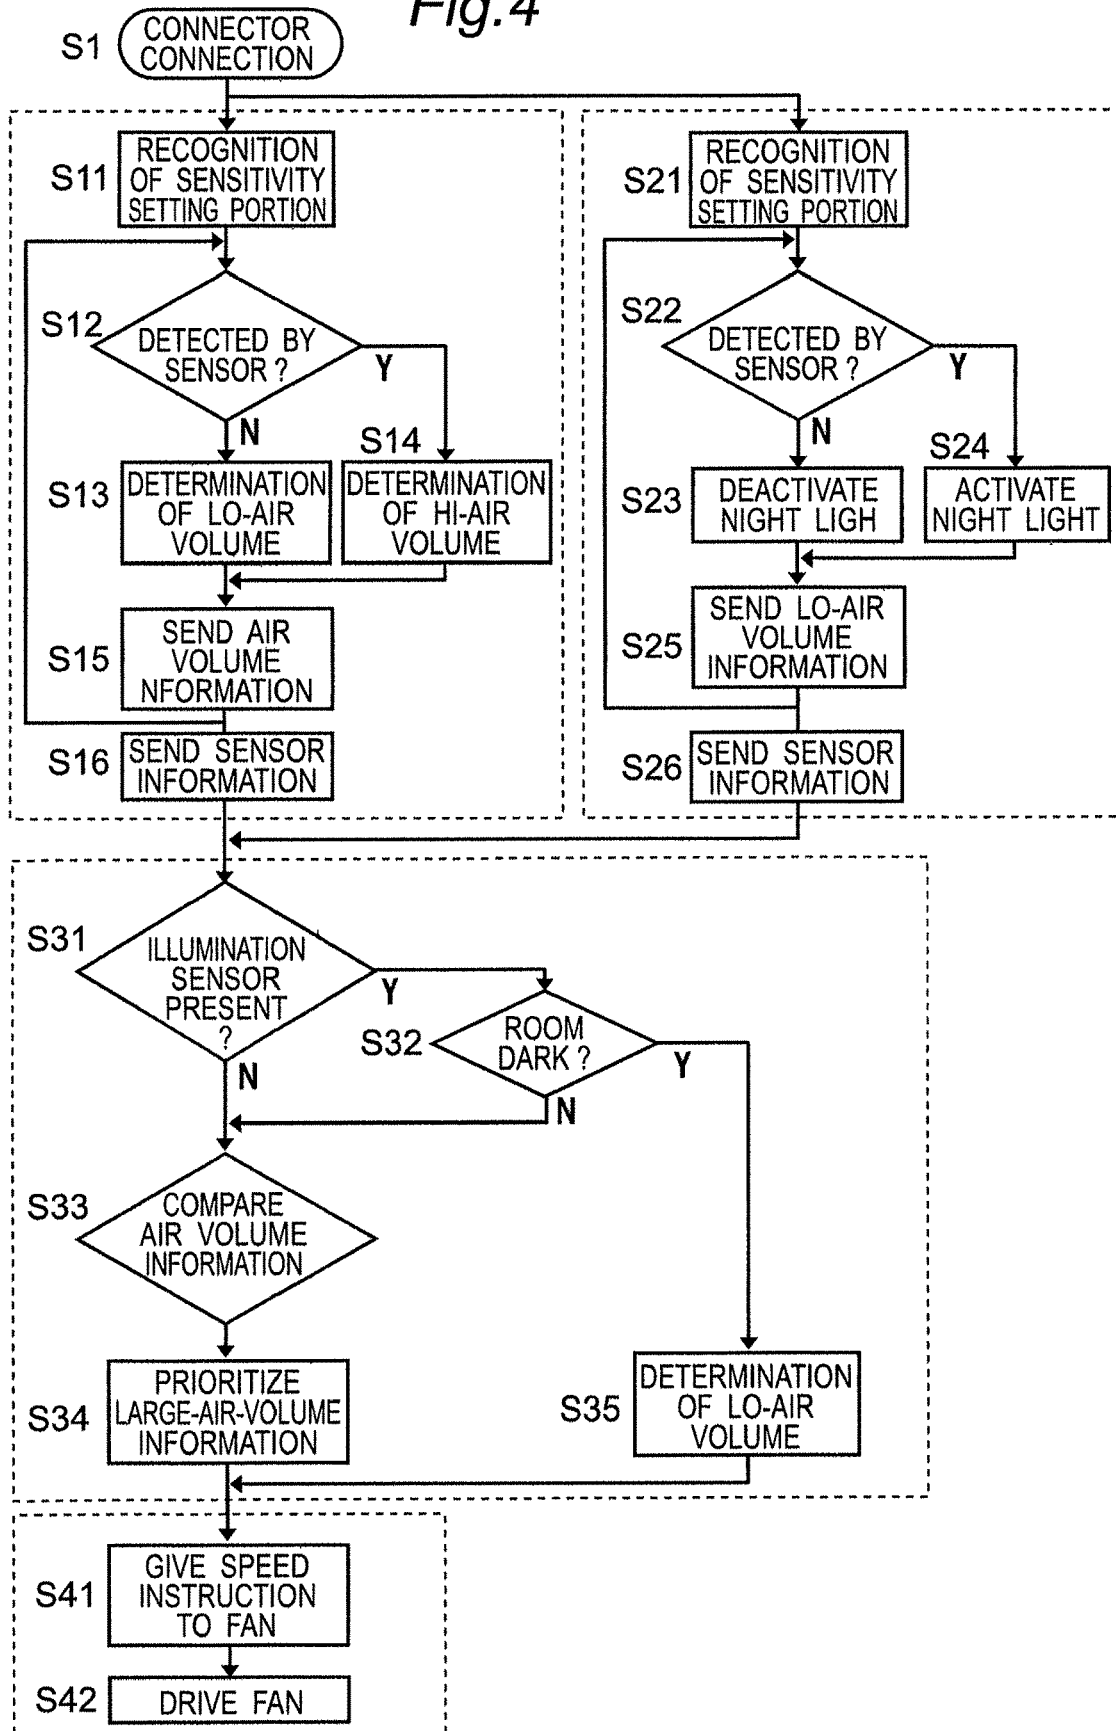 Fig.4
S1
CONNECTOR
CONNECTION
S11
RECOGNITION
OF SENSITIVITY
SETTING PORTION
S12
DETECTED BY
SENSOR ?
Y
N
S13
DETERMINATION
OF LO-AIR
VOLUME
S14
DETERMINATION
OF HI-AIR
VOLUME
S15
SEND AIR
VOLUME
NFORMATION
S16
SEND SENSOR
INFORMATION
S21
RECOGNITION
OF SENSITIVITY
SETTING PORTION
S22
DETECTED BY
SENSOR ?
Y
N
S23
DEACTIVATE
NIGHT LIGH
S24
ACTIVATE
NIGHT LIGHT
S25
SEND LO-AIR
VOLUME
INFORMATION
S26
SEND SENSOR
INFORMATION
S31
ILLUMINATION
SENSOR
PRESENT
?
Y
N
S32
ROOM
DARK ?
Y
N
S33
COMPARE
AIR VOLUME
INFORMATION
S34
PRIORITIZE
LARGE-AIR-VOLUME
INFORMATION
S35
DETERMINATION
OF LO-AIR
VOLUME
S41
GIVE SPEED
INSTRUCTION
TO FAN
S42
DRIVE FAN